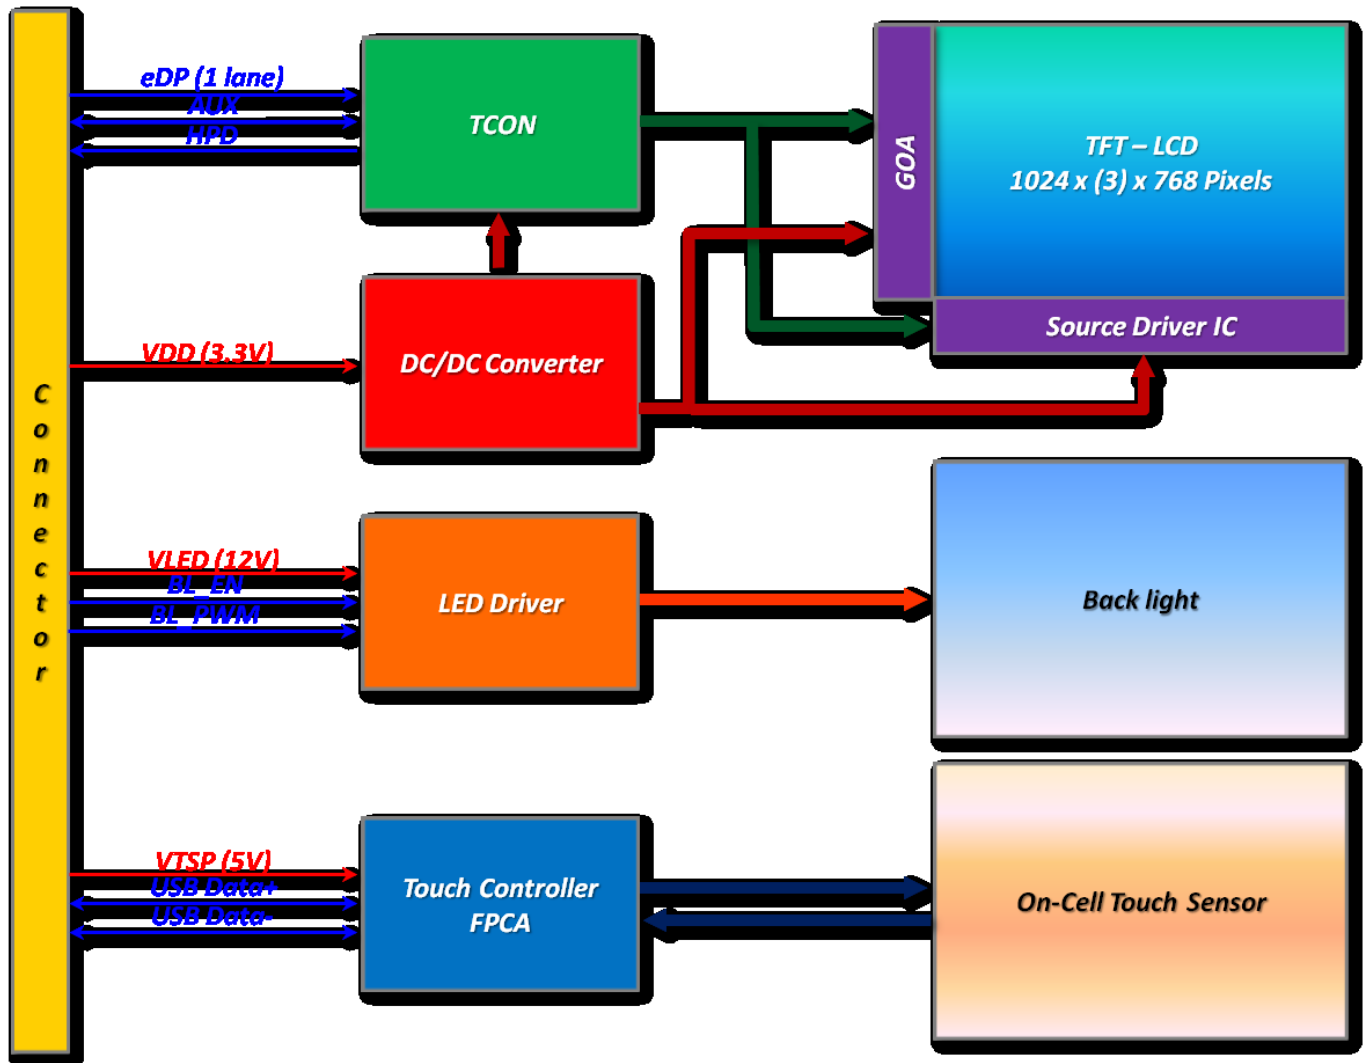 Connector
eDP (1 lane)
AUX
HPD
TCON
GOA
TFT – LCD
1024 x (3) x 768 Pixels
Source Driver IC
VDD (3.3V)
DC/DC Converter
VLED (12V)
BL_EN
BL_PWM
LED Driver
Back light
VTSP (5V)
USB Data+
USB Data-
Touch Controller
FPCA
On-Cell Touch Sensor